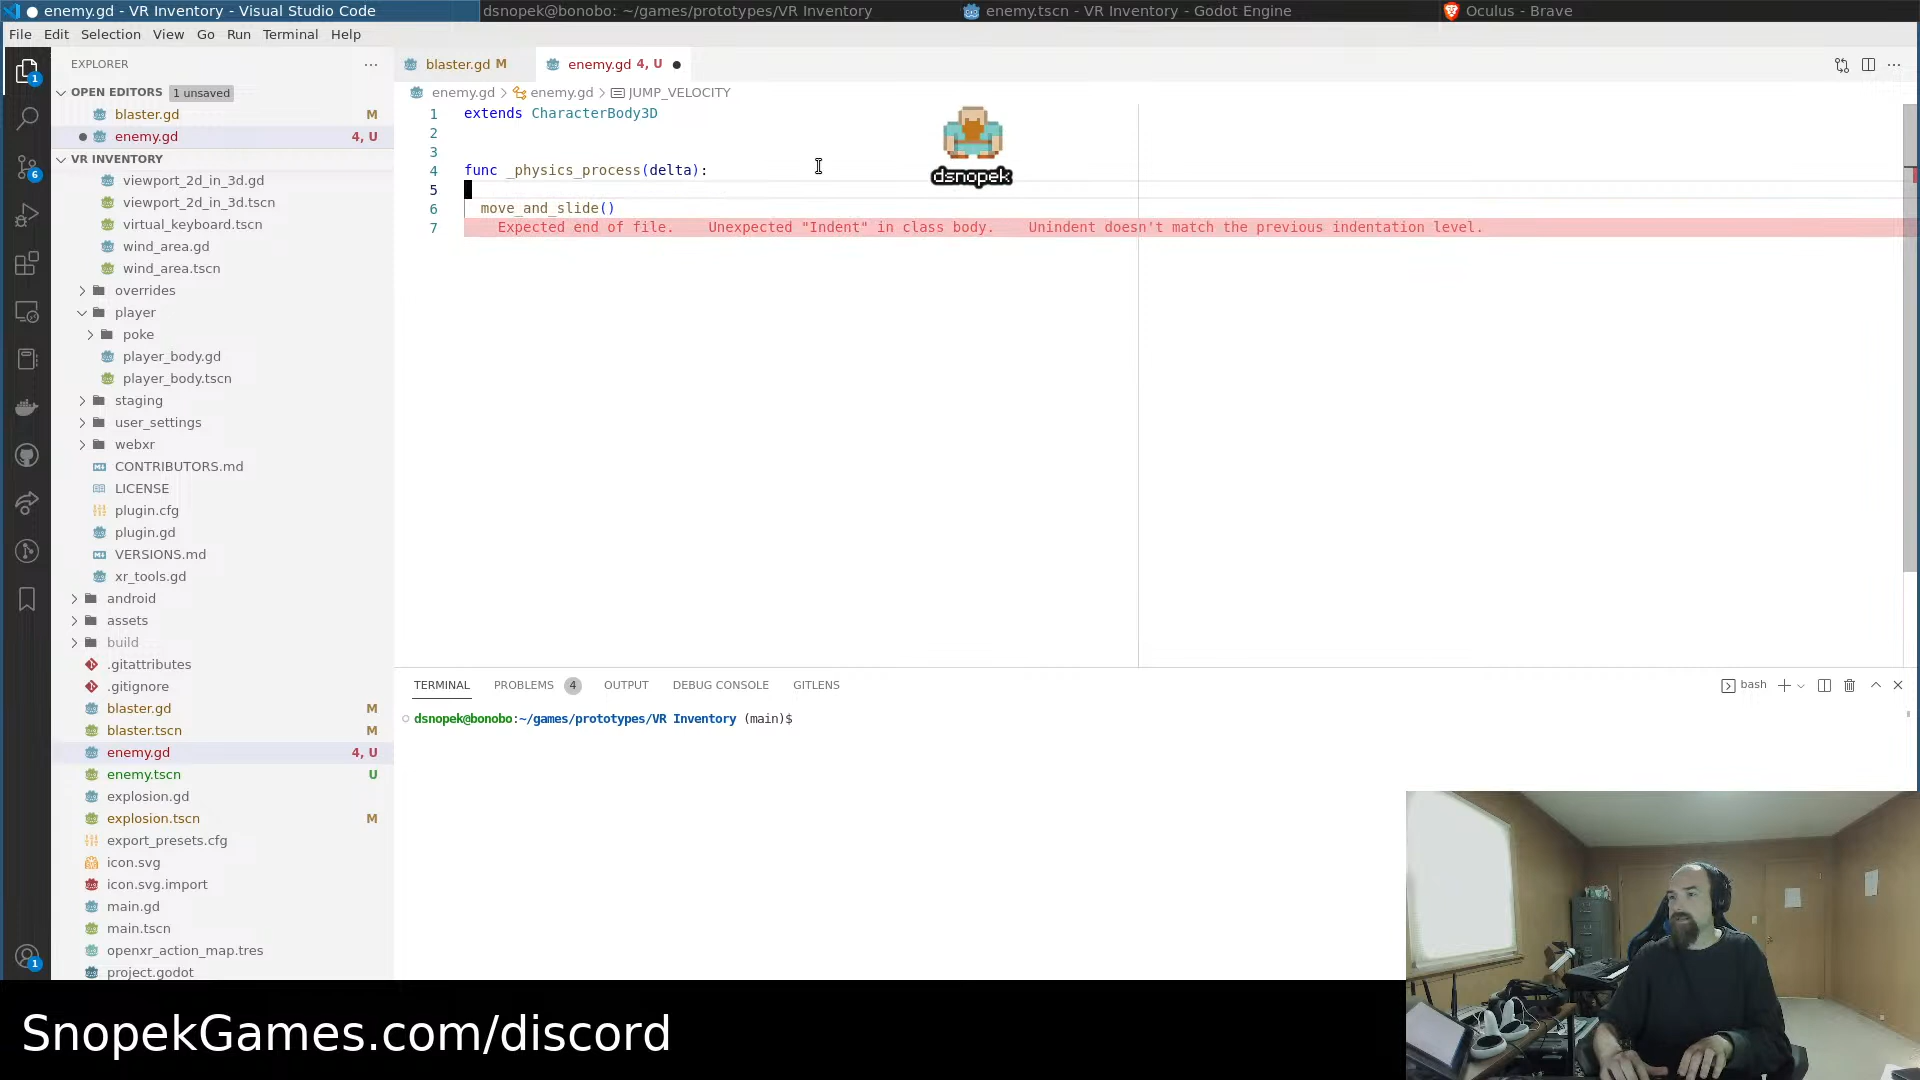 enemy.gd - VR Inventory - Visual Studio Code
dsnopek@bonobo: ~/games/prototypes/VR Inventory
enemy.tscn - VR Inventory - Godot Engine
Oculus - Brave
File Edit Selection View Go Run Terminal Help
EXPLORER
OPEN EDITORS 1 unsaved
blaster.gd M
enemy.gd 4, U
VR INVENTORY
viewport_2d_in_3d.gd
viewport_2d_in_3d.tscn
virtual_keyboard.tscn
wind_area.gd
wind_area.tscn
overrides
player
poke
player_body.gd
player_body.tscn
staging
user_settings
webxr
CONTRIBUTORS.md
LICENSE
plugin.cfg
plugin.gd
VERSIONS.md
xr_tools.gd
android
assets
build
.gitattributes
.gitignore
blaster.gd M
blaster.tscn M
enemy.gd 4, U
enemy.tscn U
explosion.gd
explosion.tscn M
export_presets.cfg
icon.svg
icon.svg.import
main.gd
main.tscn
openxr_action_map.tres
project.godot
1
6
1
blaster.gd M
enemy.gd 4, U
enemy.gd > enemy.gd > JUMP_VELOCITY
1 extends CharacterBody3D
2
3
4 func _physics_process(delta):
5
6 move_and_slide()
7 Expected end of file. Unexpected "Indent" in class body. Unindent doesn't match the previous indentation level.
dsnopek
TERMINAL PROBLEMS 4 OUTPUT DEBUG CONSOLE GITLENS
bash
dsnopek@bonobo:~/games/prototypes/VR Inventory (main)$
SnopekGames.com/discord